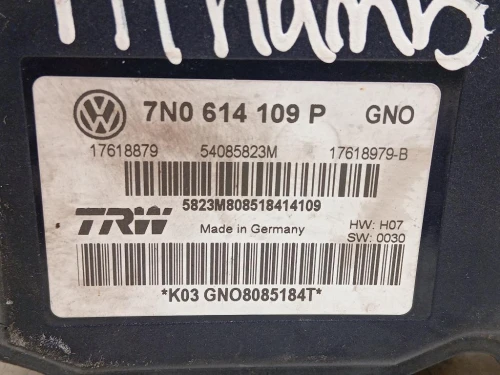 7N0 614 109 P GNO
17618879 54085823M 17618979-B
5823M808518414109
TRW Made in Germany HW: H07
SW: 0030
*K03 GNO8085184T*